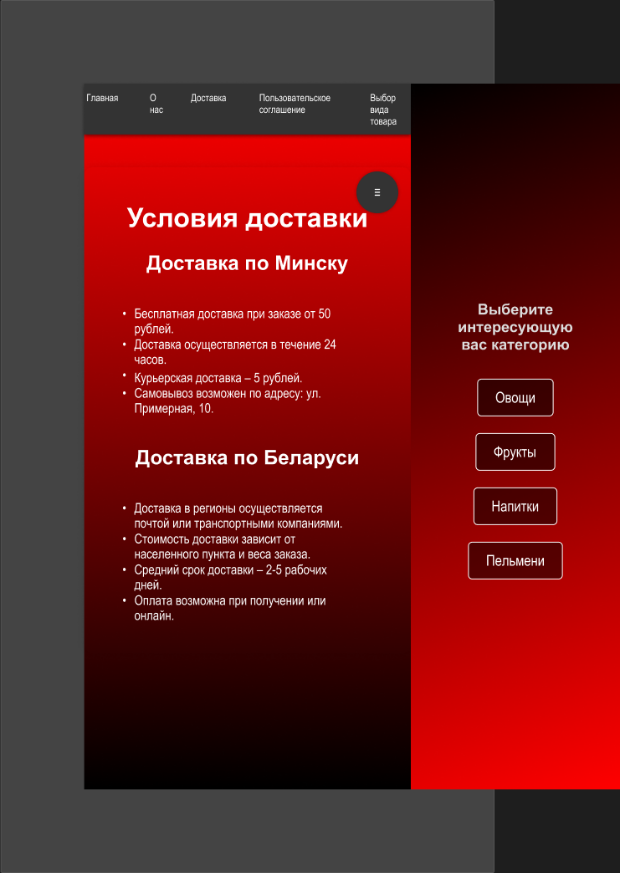 Главная
О
нас
Доставка
Пользовательское
соглашение
Выбор
вида
товара
Условия доставки
Доставка по Минску
• Бесплатная доставка при заказе от 50
рублей.
• Доставка осуществляется в течение 24
часов.
• Курьерская доставка – 5 рублей.
• Самовывоз возможен по адресу: ул.
Примерная, 10.
Доставка по Беларуси
• Доставка в регионы осуществляется
почтой или транспортными компаниями.
• Стоимость доставки зависит от
населенного пункта и веса заказа.
• Средний срок доставки – 2-5 рабочих
дней.
• Оплата возможна при получении или
онлайн.
Выберите
интересующую
вас категорию
Овощи
Фрукты
Напитки
Пельмени